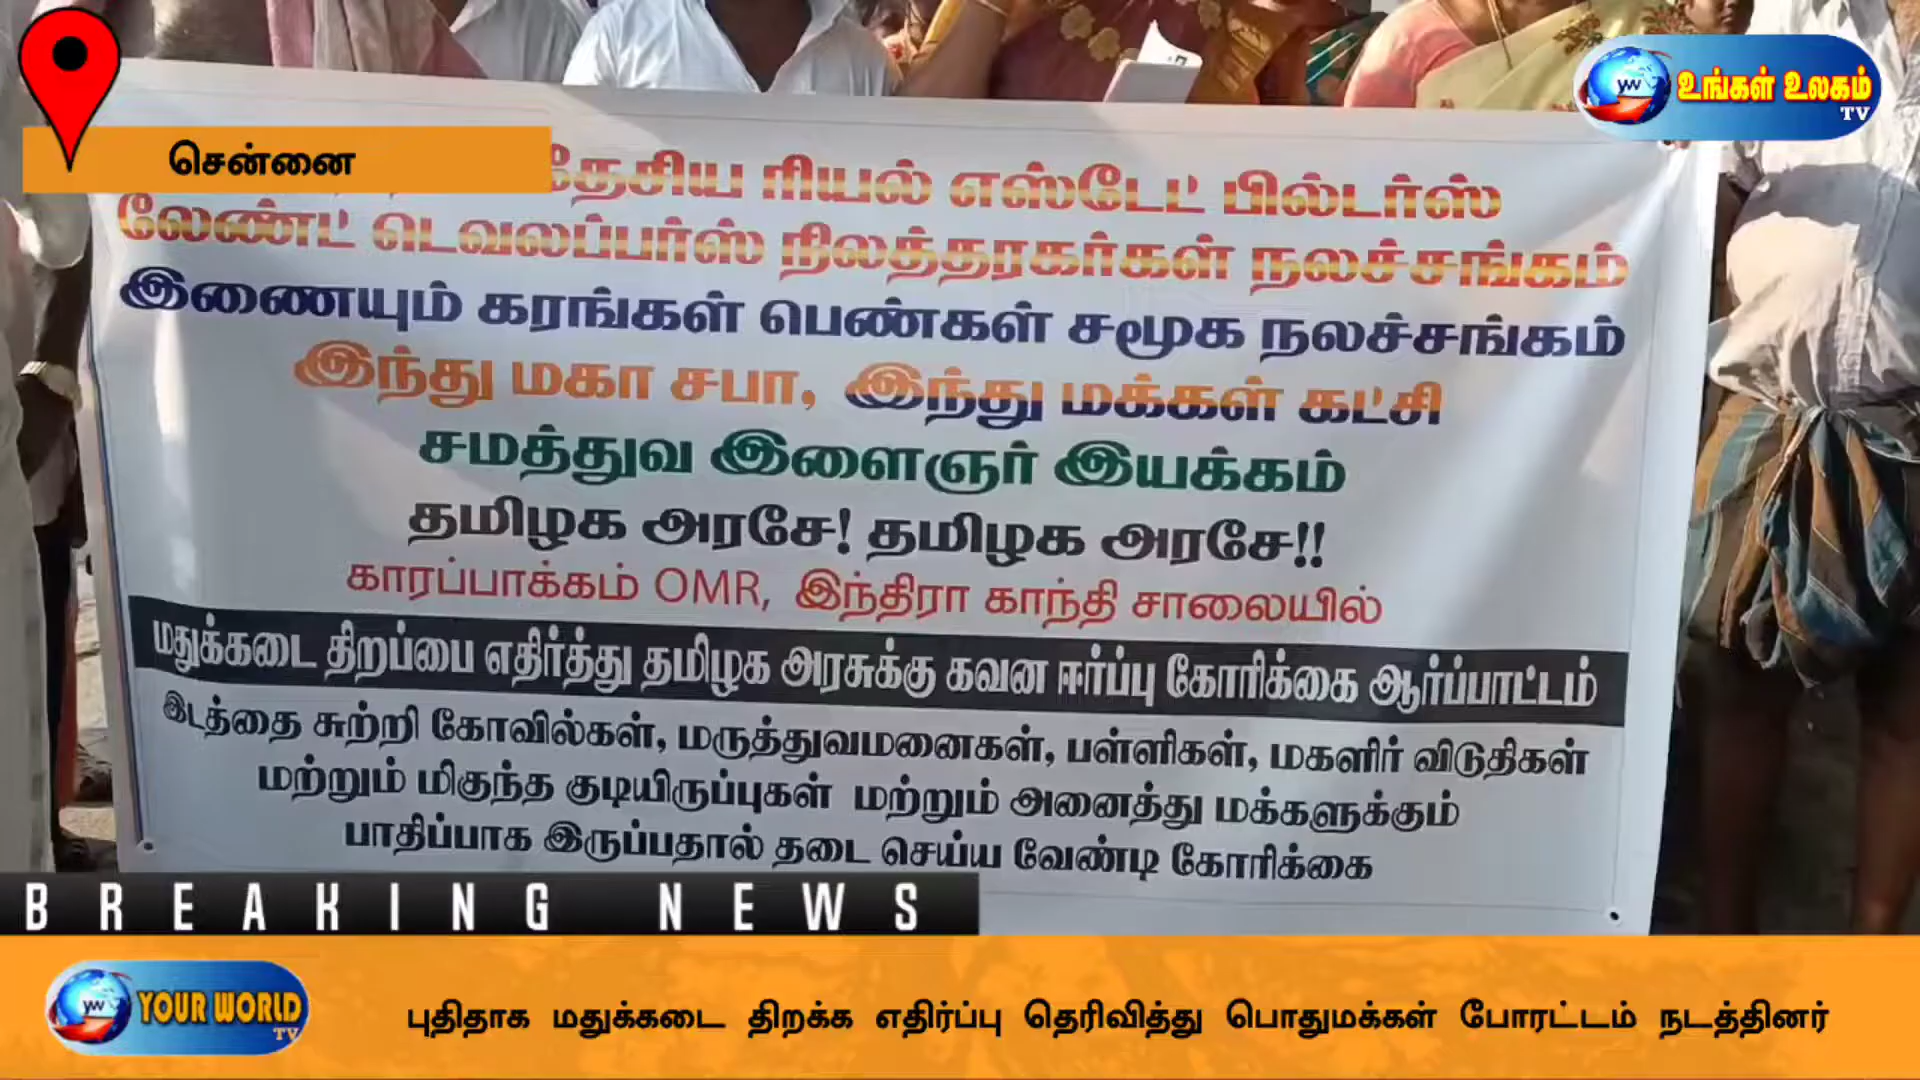 உங்கள் உலகம்
TV
சென்னை
தேசிய ரியல் எஸ்டேட் பில்டர்ஸ்
லேண்ட் டெவலப்பர்ஸ் நிலத்தரகர்கள் நலச்சங்கம்
இணையும் கரங்கள் பெண்கள் சமூக நலச்சங்கம்
இந்து மகா சபா, இந்து மக்கள் கட்சி
சமத்துவ இளைஞர் இயக்கம்
தமிழக அரசே! தமிழக அரசே!!
காரப்பாக்கம் OMR, இந்திரா காந்தி சாலையில்
மதுக்கடை திறப்பை எதிர்த்து தமிழக அரசுக்கு கவன ஈர்ப்பு கோரிக்கை ஆர்ப்பாட்டம்
இடத்தை சுற்றி கோவில்கள், மருத்துவமனைகள், பள்ளிகள், மகளிர் விடுதிகள்
மற்றும் மிகுந்த குடியிருப்புகள் மற்றும் அனைத்து மக்களுக்கும்
பாதிப்பாக இருப்பதால் தடை செய்ய வேண்டி கோரிக்கை
BREAKING NEWS
YOUR WORLD
TV
புதிதாக மதுக்கடை திறக்க எதிர்ப்பு தெரிவித்து பொதுமக்கள் போரட்டம் நடத்தினர்